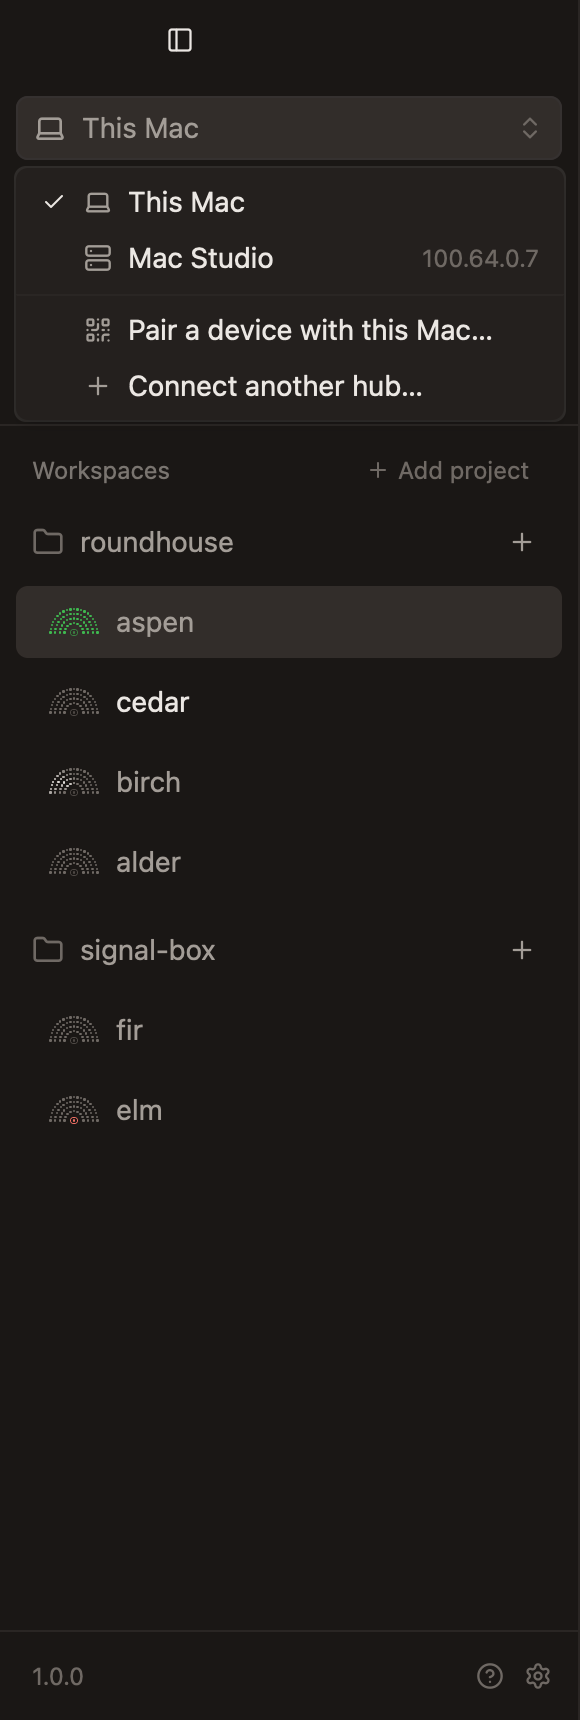 This Mac
This Mac
Mac Studio 100.64.0.7
Pair a device with this Mac...
Connect another hub...
Workspaces + Add project
roundhouse
aspen
cedar
birch
alder
signal-box
fir
elm
1.0.0